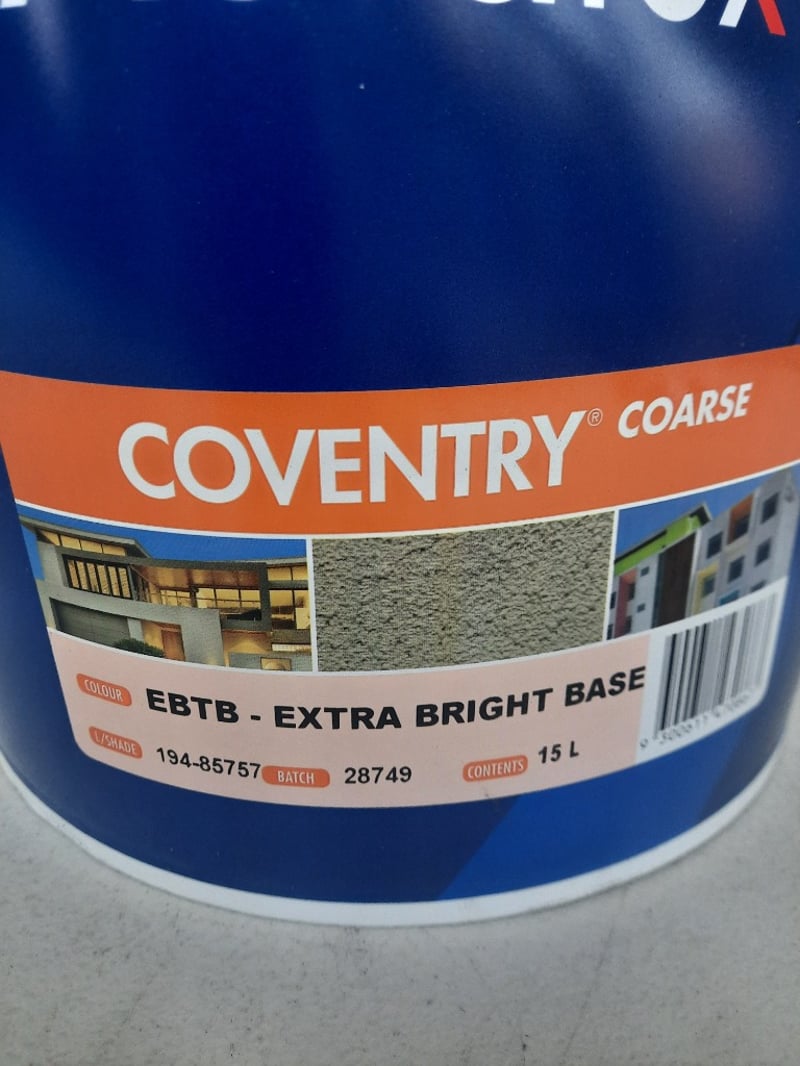 COVENTRY® COARSE
COLOUR EBTB - EXTRA BRIGHT BASE
L/SHADE 194-85757 BATCH 28749 CONTENTS 15 L